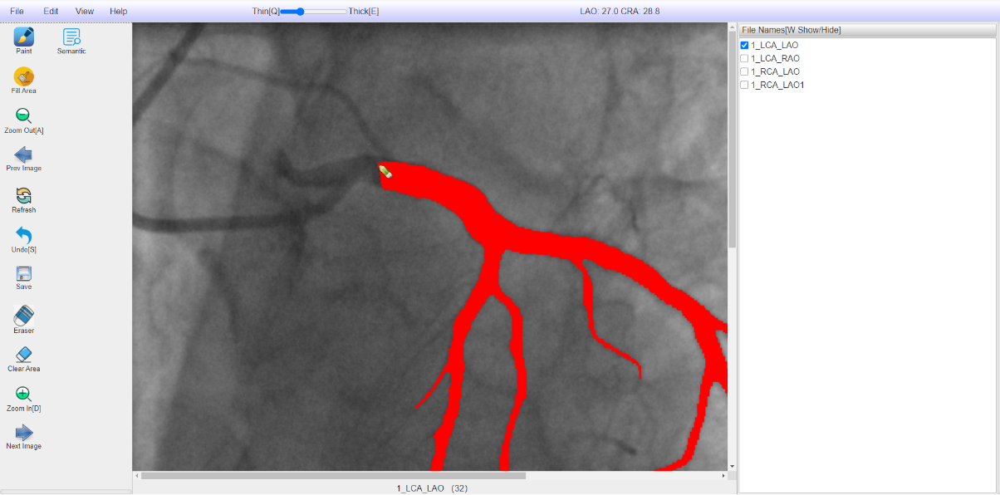 File Edit View Help Thin[Q] Thick[E] LAO: 27.0 CRA: 28.8
Paint
Semantic
Fill Area
Zoom Out[A]
Prev Image
Refresh
Undo[S]
Save
Eraser
Clear Area
Zoom In[D]
Next Image
1_LCA_LAO (32)
File Names[W Show/Hide]
1_LCA_LAO
1_LCA_RAO
1_RCA_LAO
1_RCA_LAO1